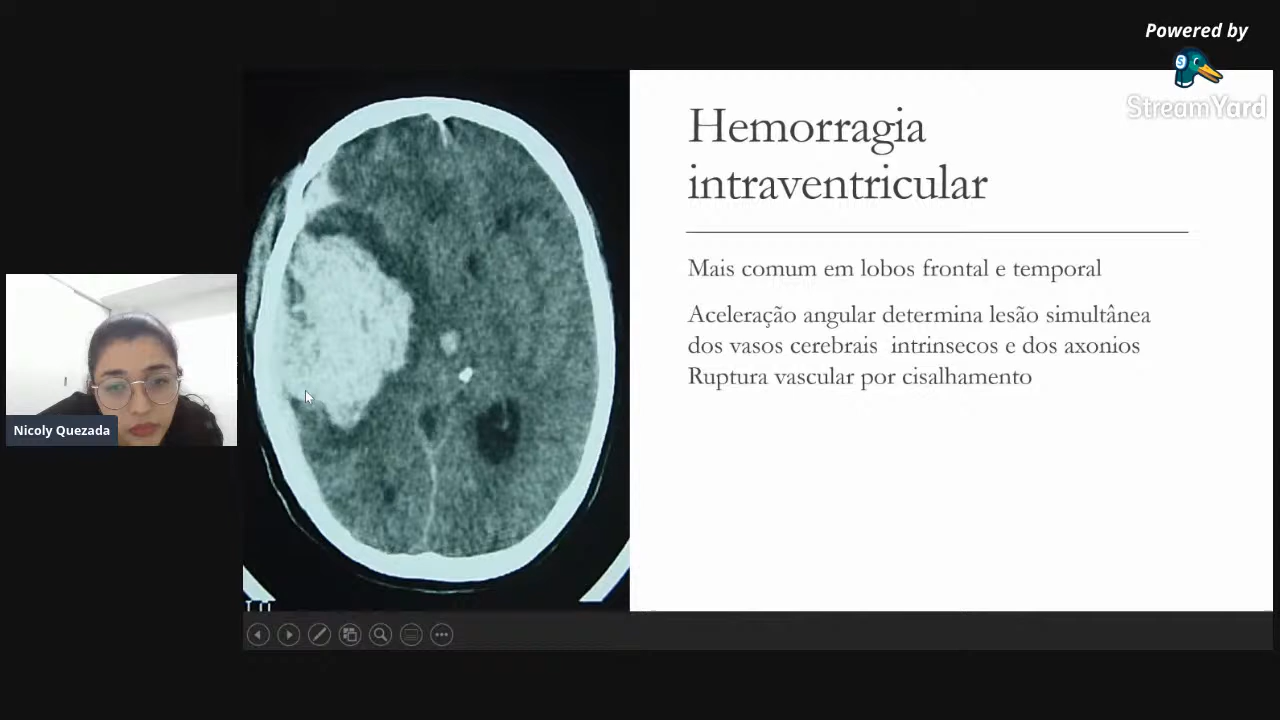 Powered by
StreamYard
Hemorragia
intraventricular
Mais comum em lobos frontal e temporal
Aceleração angular determina lesão simultânea
dos vasos cerebrais intrinsecos e dos axonios
Ruptura vascular por cisalhamento
Nicoly Quezada